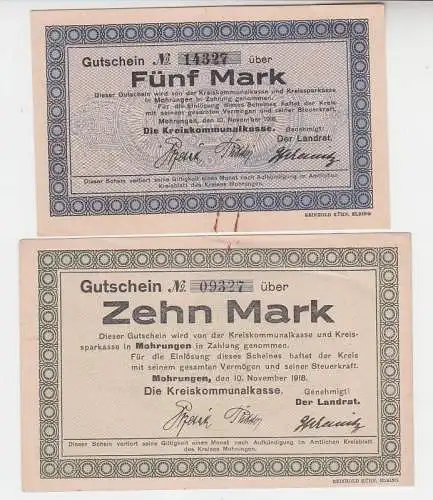 Gutschein № 14327 über
Fünf Mark
Dieser Gutschein wird von der Kreiskommunalkasse und Kreissparkasse
in Mohrungen in Zahlung genommen.
Für die Einlösung dieses Scheines haftet der Kreis
mit seinem gesamten Vermögen und seiner Steuerkraft.
Mohrungen, den 10. November 1918.
Die Kreiskommunalkasse. Genehmigt:
Der Landrat.
Dieser Schein verliert seine Gültigkeit einen Monat nach Aufkündigung im Amtlichen
Kreisblatt des Kreises Mohrungen.
REINHOLD KÜHN, ELBING
Gutschein № 09327 über
Zehn Mark
Dieser Gutschein wird von der Kreiskommunalkasse und Kreis-
sparkasse in Mohrungen in Zahlung genommen.
Für die Einlösung dieses Scheines haftet der Kreis
mit seinem gesamten Vermögen und seiner Steuerkraft.
Mohrungen, den 10. November 1918.
Die Kreiskommunalkasse. Genehmigt:
Der Landrat.
Dieser Schein verliert seine Gültigkeit einen Monat nach Aufkündigung im Amtlichen Kreisblatt
des Kreises Mohrungen.
REINHOLD KÜHN, ELBING